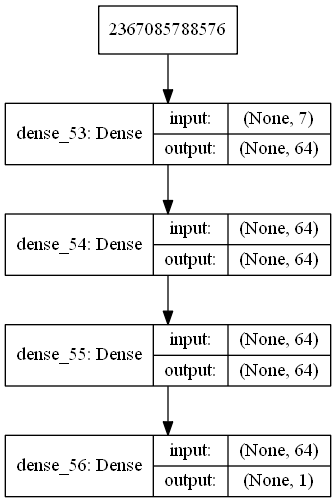 2367085788576
dense_53: Dense
input: (None, 7)
output: (None, 64)
dense_54: Dense
input: (None, 64)
output: (None, 64)
dense_55: Dense
input: (None, 64)
output: (None, 64)
dense_56: Dense
input: (None, 64)
output: (None, 1)